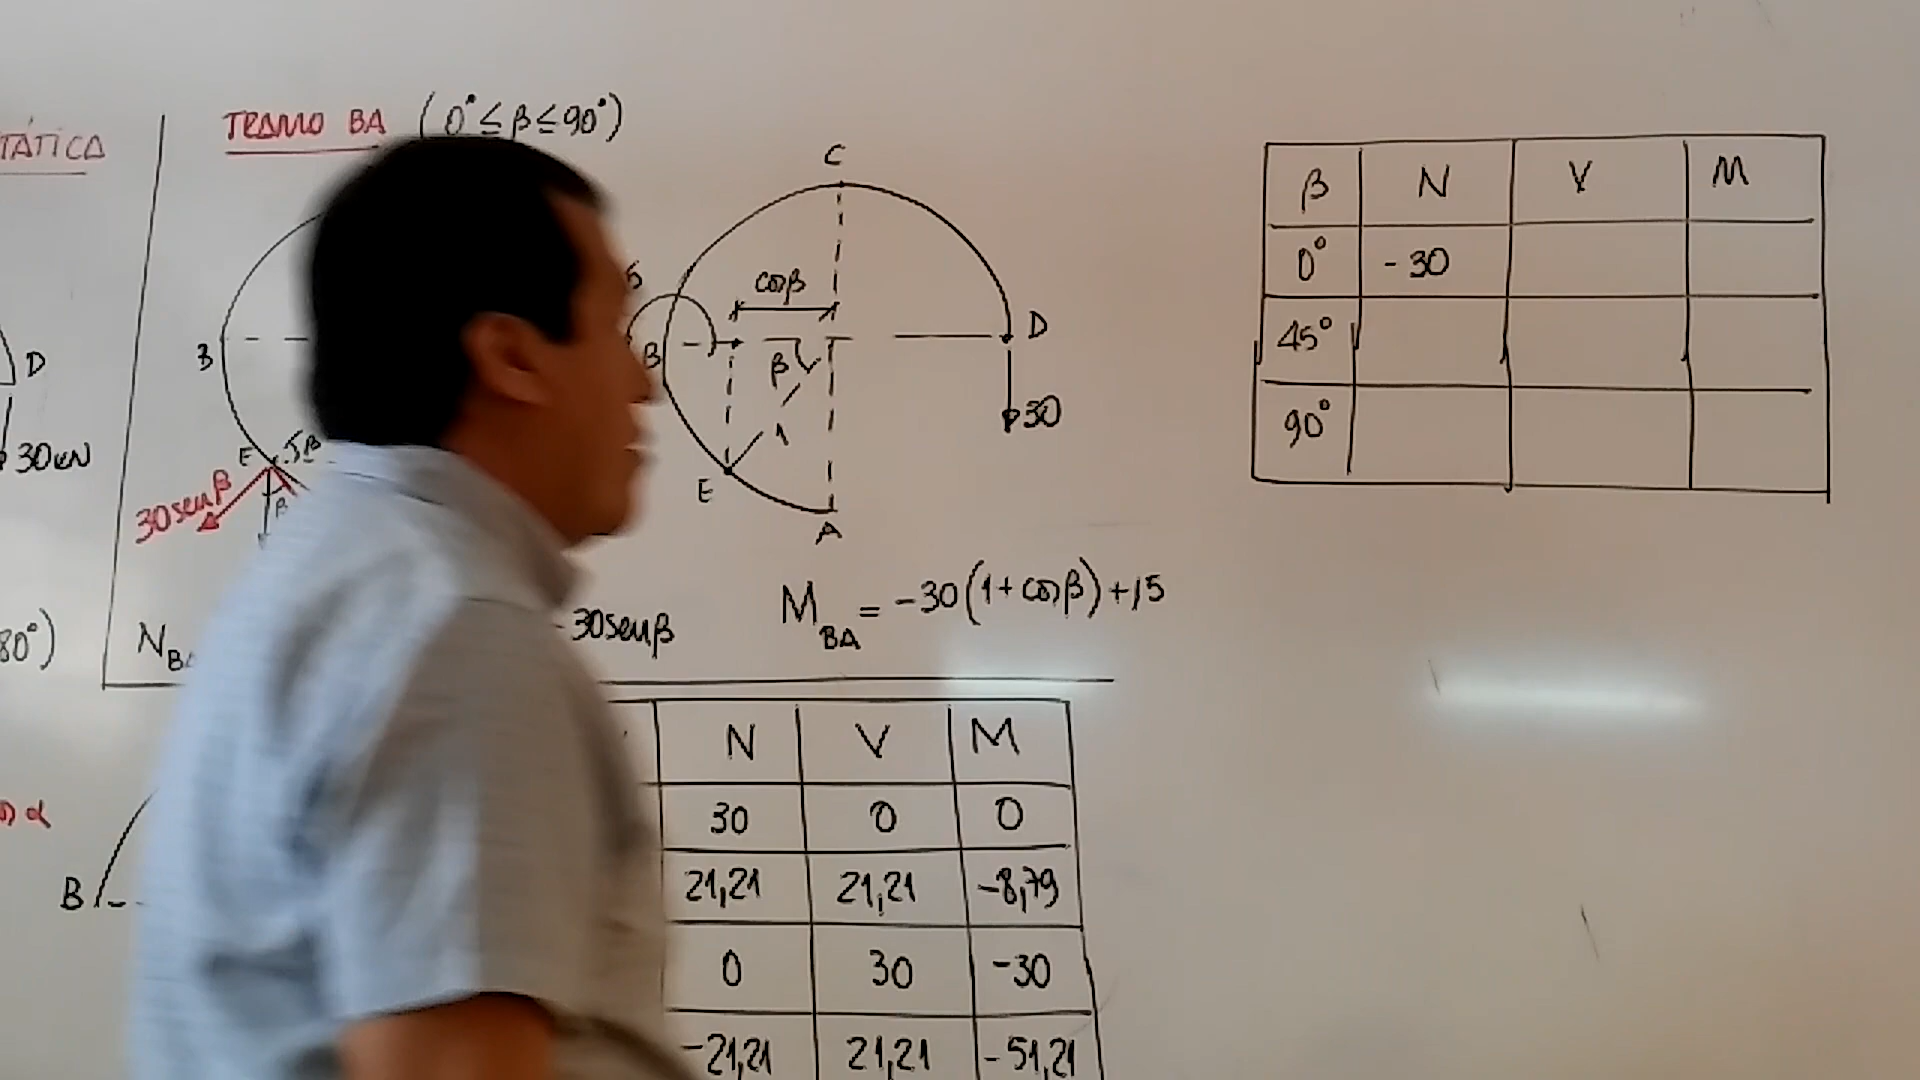 TÁTICA
TRAMO BA (0° ≤ β ≤ 90°)
C
cosβ
B
B
D
D
β
30
1
30kN
E
β
30senβ
β
E
A
80°)
N_BA
-30senβ
M_BA = -30(1+cosβ)+15
α
B
N V M
30 0 0
21,21 21,21 -8,79
0 30 -30
-21,21 21,21 -51,21
β N V M
0° -30
45°
90°